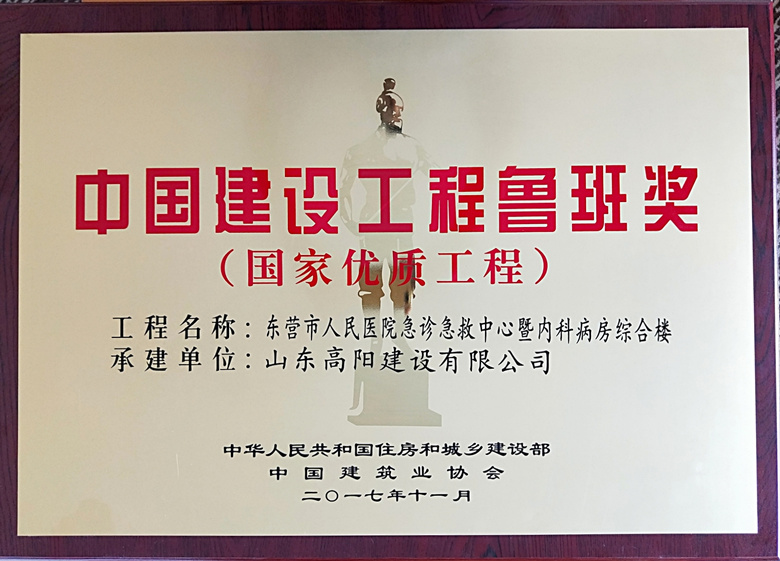 中国建设工程鲁班奖
（国家优质工程）
工程名称：东营市人民医院急诊急救中心暨内科病房综合楼
承建单位：山东高阳建设有限公司
中华人民共和国住房和城乡建设部
中国建筑业协会
二〇一七年十一月